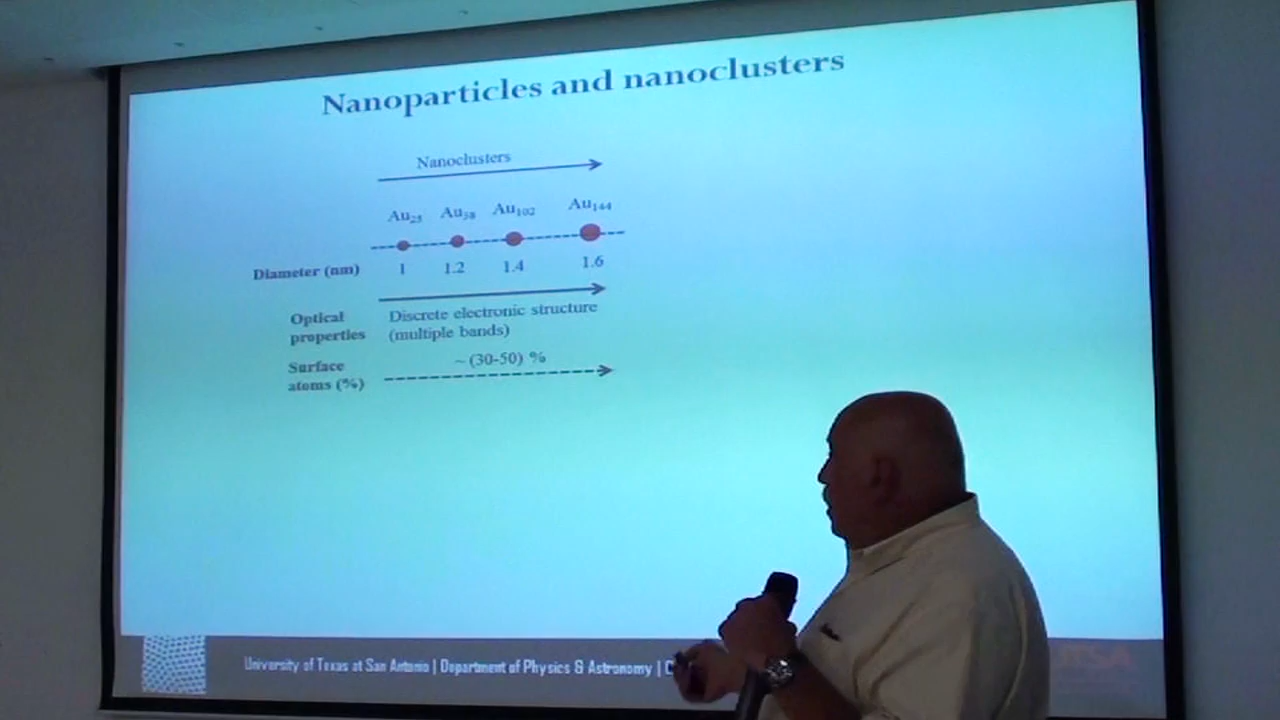 Nanoparticles and nanoclusters
Nanoclusters
Au₂₅ Au₃₈ Au₁₀₂ Au₁₄₄
Diameter (nm) 1 1.2 1.4 1.6
Optical properties
Discrete electronic structure
(multiple bands)
Surface atoms (%)
~ (30-50) %
University of Texas at San Antonio | Department of Physics & Astronomy |
UTSA